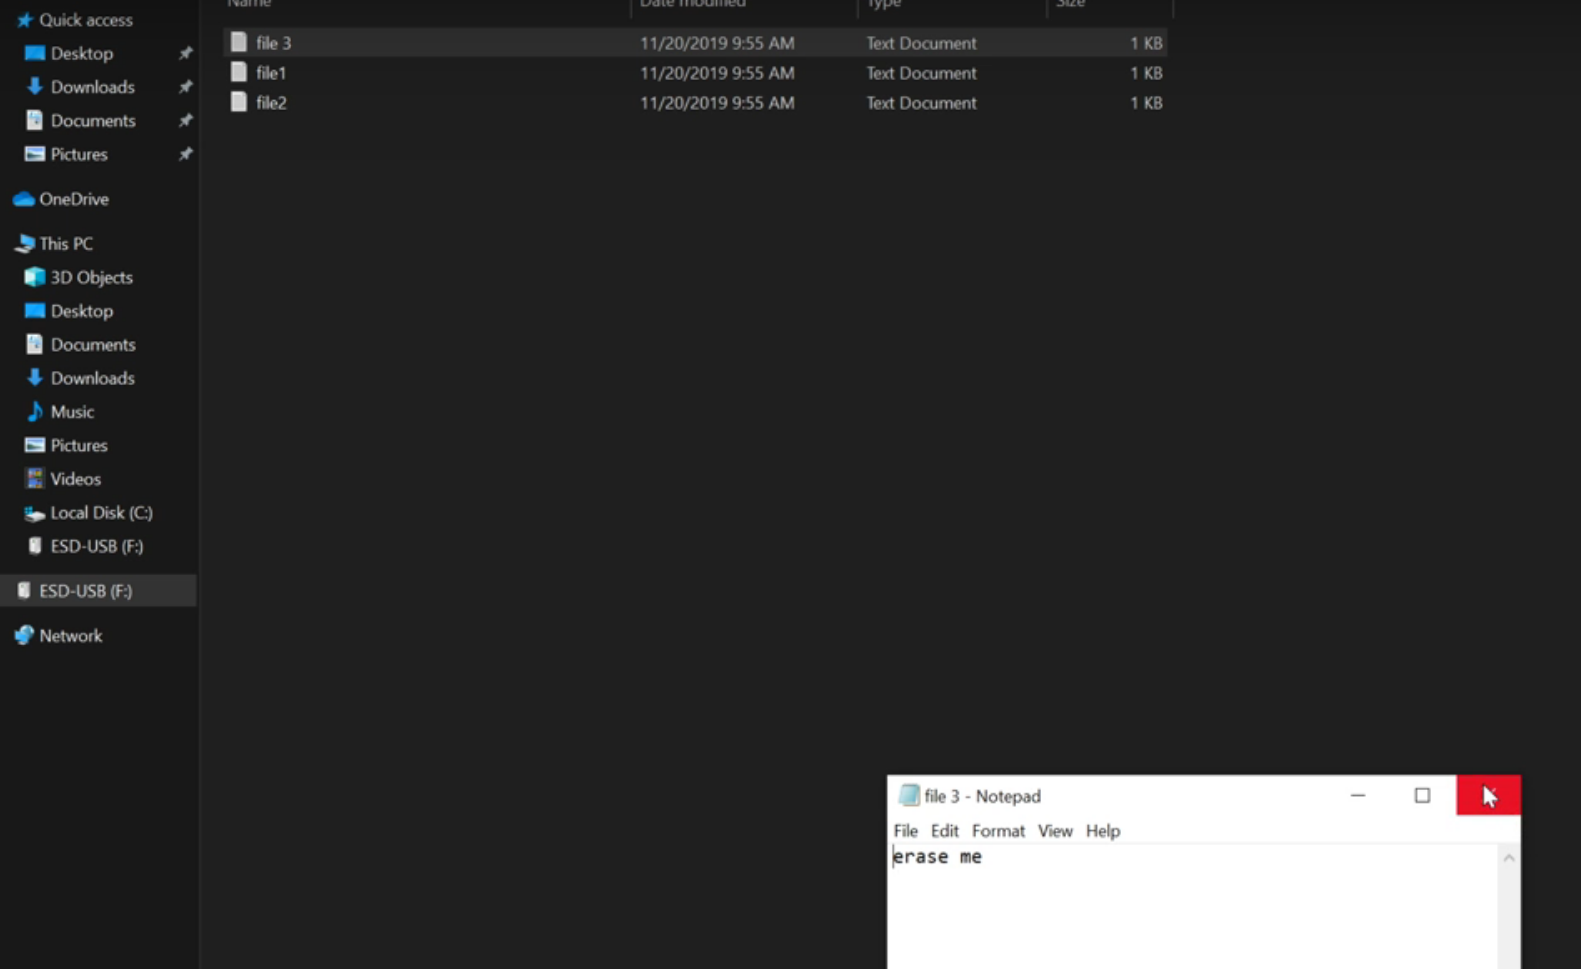 Name Date modified Type Size
Quick access
Desktop
Downloads
Documents
Pictures
OneDrive
This PC
3D Objects
Desktop
Documents
Downloads
Music
Pictures
Videos
Local Disk (C:)
ESD-USB (F:)
ESD-USB (F:)
Network
file 3 11/20/2019 9:55 AM Text Document 1 KB
file1 11/20/2019 9:55 AM Text Document 1 KB
file2 11/20/2019 9:55 AM Text Document 1 KB
file 3 - Notepad
File Edit Format View Help
erase me